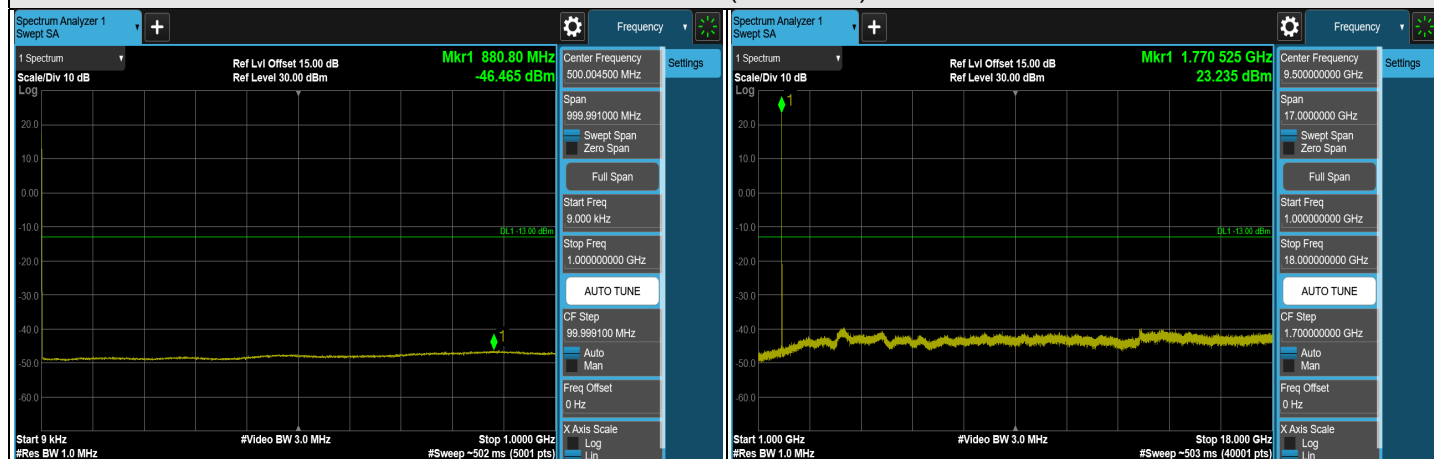 Spectrum Analyzer 1
Swept SA
+
Frequency
1 Spectrum
Scale/Div 10 dB
Log
Ref Lvl Offset 15.00 dB
Ref Level 30.00 dBm
Mkr1 880.80 MHz
-46.465 dBm
20.0
10.0
0.00
-10.0
-20.0
-30.0
-40.0
-50.0
-60.0
DL1 -13.00 dBm
1
Start 9 kHz
#Res BW 1.0 MHz
#Video BW 3.0 MHz
Stop 1.0000 GHz
#Sweep ~502 ms (5001 pts)
Center Frequency
500.004500 MHz
Settings
Span
999.991000 MHz
Swept Span
Zero Span
Full Span
Start Freq
9.000 kHz
Stop Freq
1.000000000 GHz
AUTO TUNE
CF Step
99.999100 MHz
Auto
Man
Freq Offset
0 Hz
X Axis Scale
Log
Lin
Spectrum Analyzer 1
Swept SA
+
Frequency
1 Spectrum
Scale/Div 10 dB
Log
Ref Lvl Offset 15.00 dB
Ref Level 30.00 dBm
Mkr1 1.770 525 GHz
23.235 dBm
1
20.0
10.0
0.00
-10.0
-20.0
-30.0
-40.0
-50.0
-60.0
DL1 -13.00 dBm
Start 1.000 GHz
#Res BW 1.0 MHz
#Video BW 3.0 MHz
Stop 18.000 GHz
#Sweep ~503 ms (40001 pts)
Center Frequency
9.500000000 GHz
Settings
Span
17.0000000 GHz
Swept Span
Zero Span
Full Span
Start Freq
1.000000000 GHz
Stop Freq
18.000000000 GHz
AUTO TUNE
CF Step
1.700000000 GHz
Auto
Man
Freq Offset
0 Hz
X Axis Scale
Log
Lin